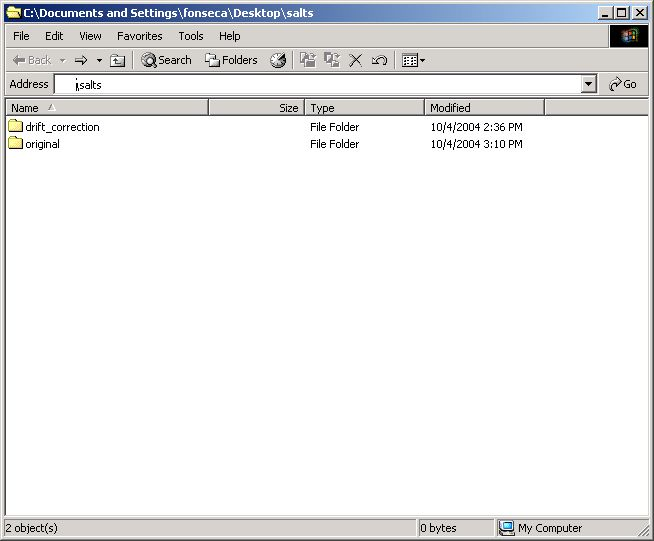 C:\Documents and Settings\fonseca\Desktop\salts
File Edit View Favorites Tools Help
Back Search Folders
Address \salts Go
Name Size Type Modified
drift_correction File Folder 10/4/2004 2:36 PM
original File Folder 10/4/2004 3:10 PM
2 object(s) 0 bytes My Computer